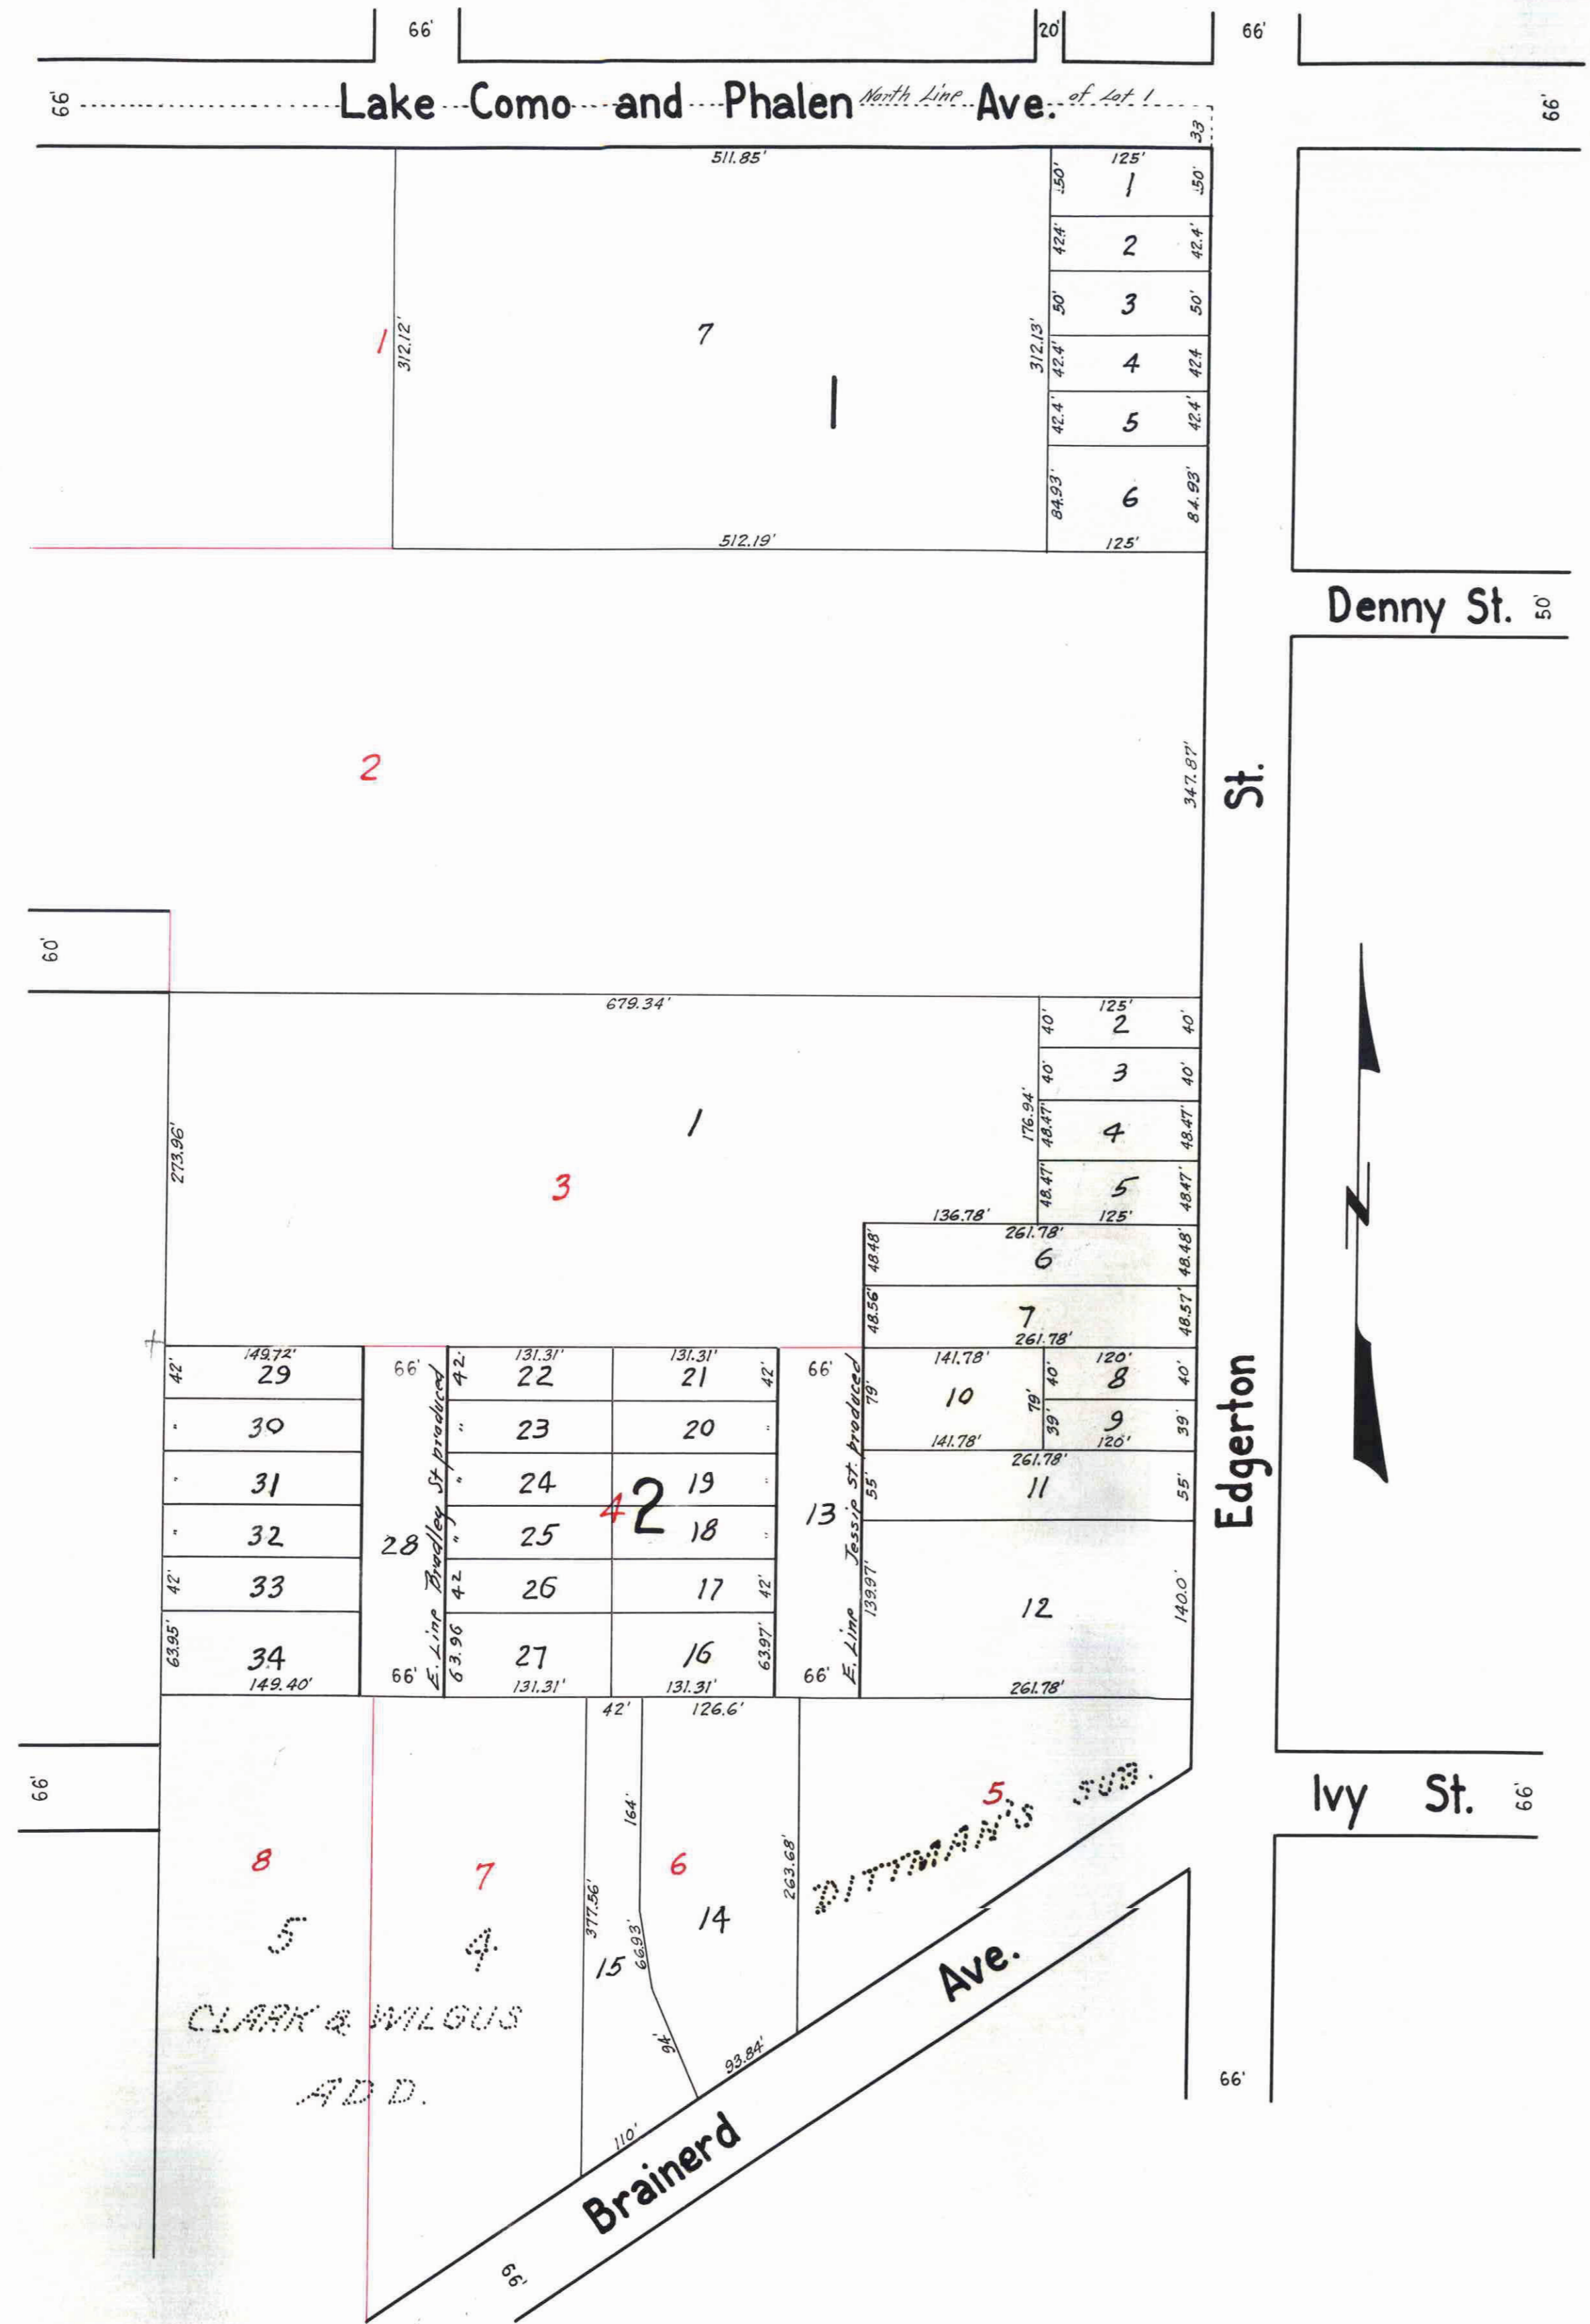 66' 20' 66'
66' Lake Como and Phalen North Line Ave. of Lot 1 66'
33
511.85' 125'
50' 1 50'
42.4' 2 42.4'
50' 3 50'
1 312.12' 7 312.13' 42.4' 4 42.4
1
42.4' 5 42.4'
84.93' 6 84.93'
512.19' 125'
Denny St. 50'
2 347.87' St.
60'
679.34' 125'
40' 2 40'
40' 3 40'
273.96' 1 176.94' 48.47' 4 48.47'
3 48.47' 5 48.47'
136.78' 125'
261.78'
48.48' 6 48.48'
N
48.56' 7 48.57'
261.78'
149.72' 131.31' 131.31' 141.78' 120'
42' 29 66' 42' 22 21 42' 66' 79' 10 79' 40' 8 40'
" 30 " 23 20 " 39' 9 39'
141.78' 120'
261.78'
" 31 " 24 19 " 55' 11 55'
4 2
" 32 28 " 25 18 " 13
E. Line Bradley St. produced
E. Line Jessip St. produced
Edgerton
42' 33 42 26 17 42' 139.97' 12 140.0'
63.95' 34 66' 63.96 27 16 63.97' 66'
149.40' 131.31' 131.31' 261.78'
42' 126.6'
66' 164' 5 Ivy St. 66'
DITTMAN'S SUB.
8 7 377.56' 6 263.68'
5 4 15 66.93' 14
CLARK & WILGUS
ADD.
94' 93.84'
110'
Brainerd Ave.
66'
66'